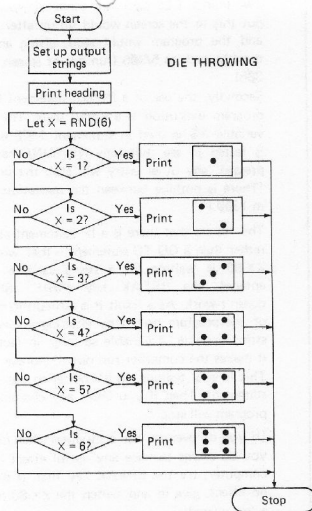 Start
Set up output
strings
DIE THROWING
Print heading
Let X = RND(6)
No
Is
X = 1?
Yes
Print
No
Is
X = 2?
Yes
Print
No
Is
X = 3?
Yes
Print
No
Is
X = 4?
Yes
Print
No
Is
X = 5?
Yes
Print
No
Is
X = 6?
Yes
Print
Stop